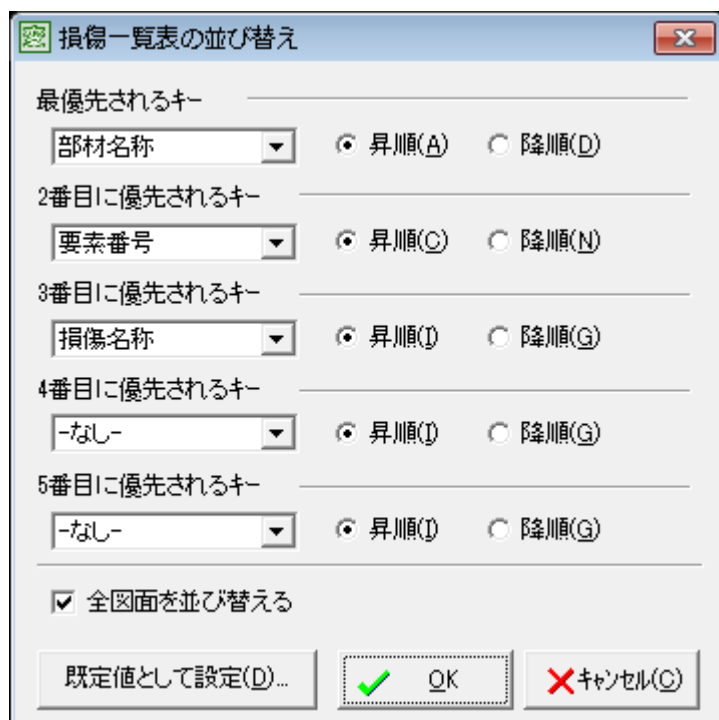 損傷一覧表の並び替え
最優先されるキー
部材名称 昇順(A) 降順(D)
2番目に優先されるキー
要素番号 昇順(C) 降順(N)
3番目に優先されるキー
損傷名称 昇順(I) 降順(G)
4番目に優先されるキー
-なし- 昇順(I) 降順(G)
5番目に優先されるキー
-なし- 昇順(I) 降順(G)
全図面を並び替える
既定値として設定(D)... OK キャンセル(C)